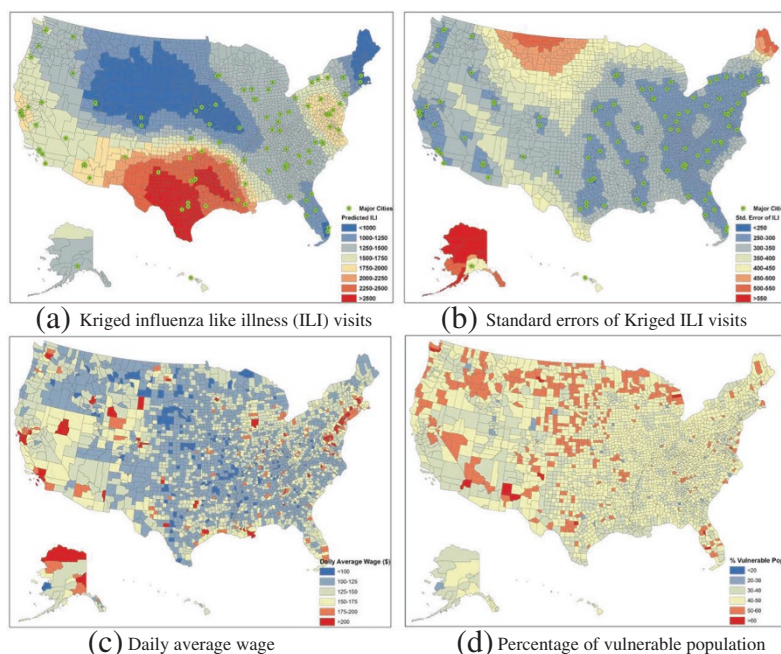 Major Cities
Predicted ILI
<1000
1000-1250
1250-1500
1500-1750
1750-2000
2000-2250
2250-2500
>2500
(a) Kriged influenza like illness (ILI) visits
Major Citie
Std. Error of ILI
<250
250-300
300-350
350-400
400-450
450-500
500-550
>550
(b) Standard errors of Kriged ILI visits
Daily Average Wage ($)
<100
100-125
125-150
150-175
175-200
>200
(c) Daily average wage
% Vulnerable Pop
<20
20-30
30-40
40-50
50-60
>60
(d) Percentage of vulnerable population